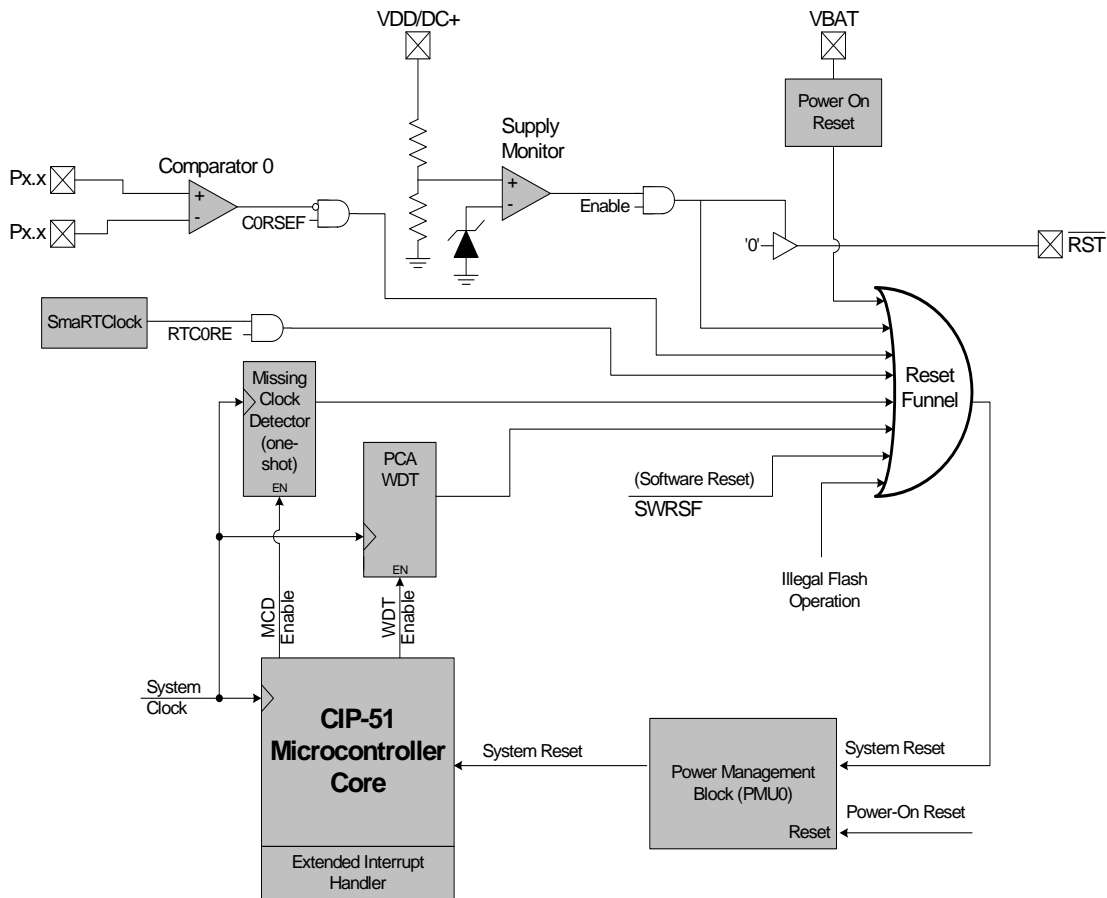 VDD/DC+
VBAT
Power On
Reset
Supply
Monitor
Comparator 0
Px.x
+
-
Px.x
C0RSEF
+
-
Enable
'0'
RST
SmaRTClock
RTC0RE
Missing
Clock
Detector
(one-
shot)
EN
PCA
WDT
EN
Reset
Funnel
(Software Reset)
SWRSF
Illegal Flash
Operation
MCD
Enable
WDT
Enable
System
Clock
CIP-51
Microcontroller
Core
Extended Interrupt
Handler
System Reset
Power Management
Block (PMU0)
Reset
System Reset
Power-On Reset